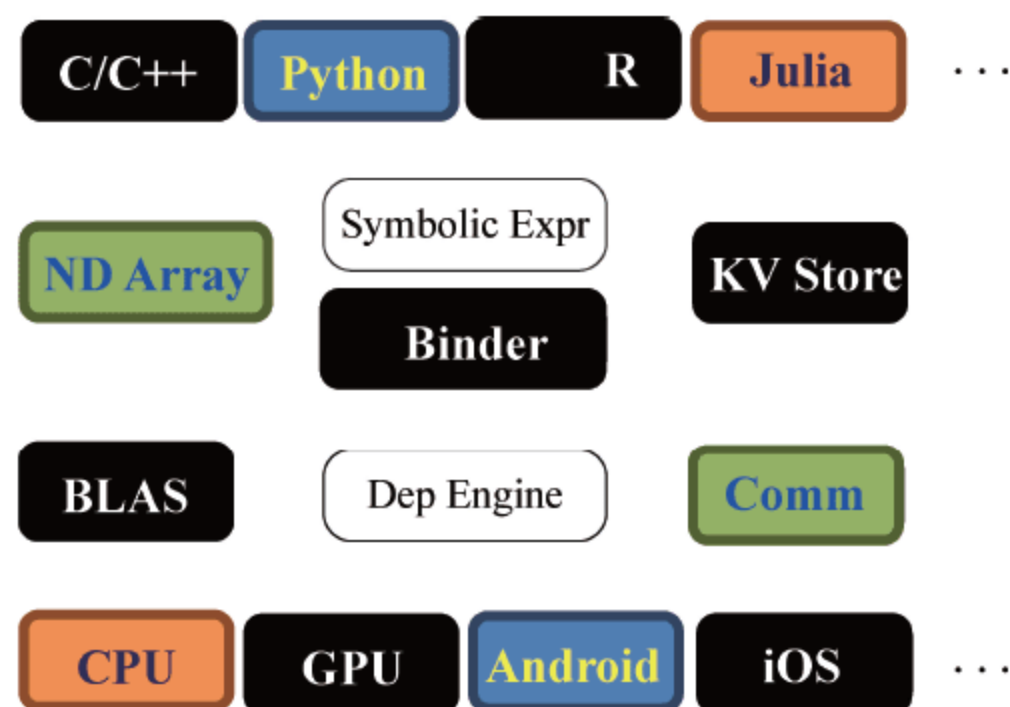 C/C++ Python R Julia ...
Symbolic Expr
ND Array KV Store
Binder
BLAS Dep Engine Comm
CPU GPU Android iOS ...